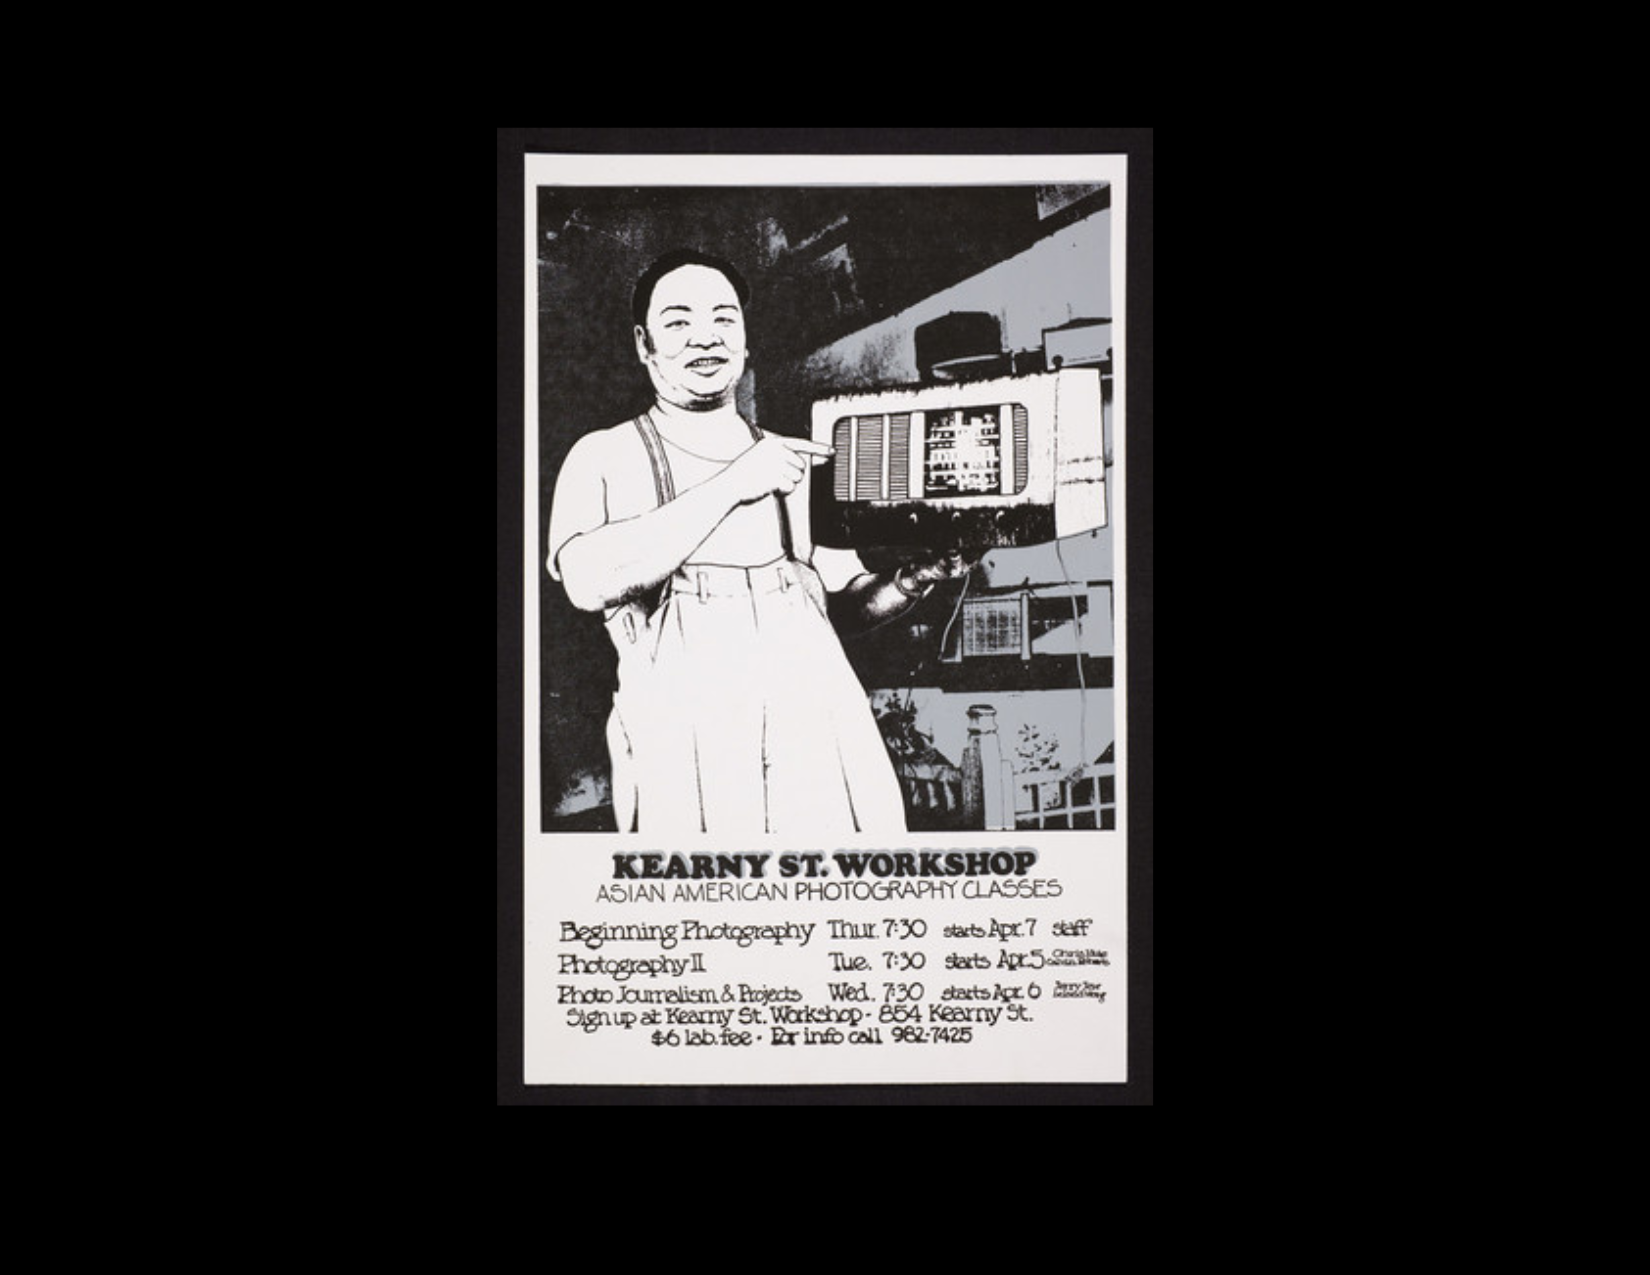 KEARNY ST. WORKSHOP
ASIAN AMERICAN PHOTOGRAPHY CLASSES
Beginning Photography Thur. 7:30 starts Apr. 7 staff
Photography II Tue. 7:30 starts Apr. 5
Photo Journalism & Projects Wed. 7:30 starts Apr. 6
Sign up at Kearny St. Workshop - 854 Kearny St.
$6 lab. fee - For info call 982-7425